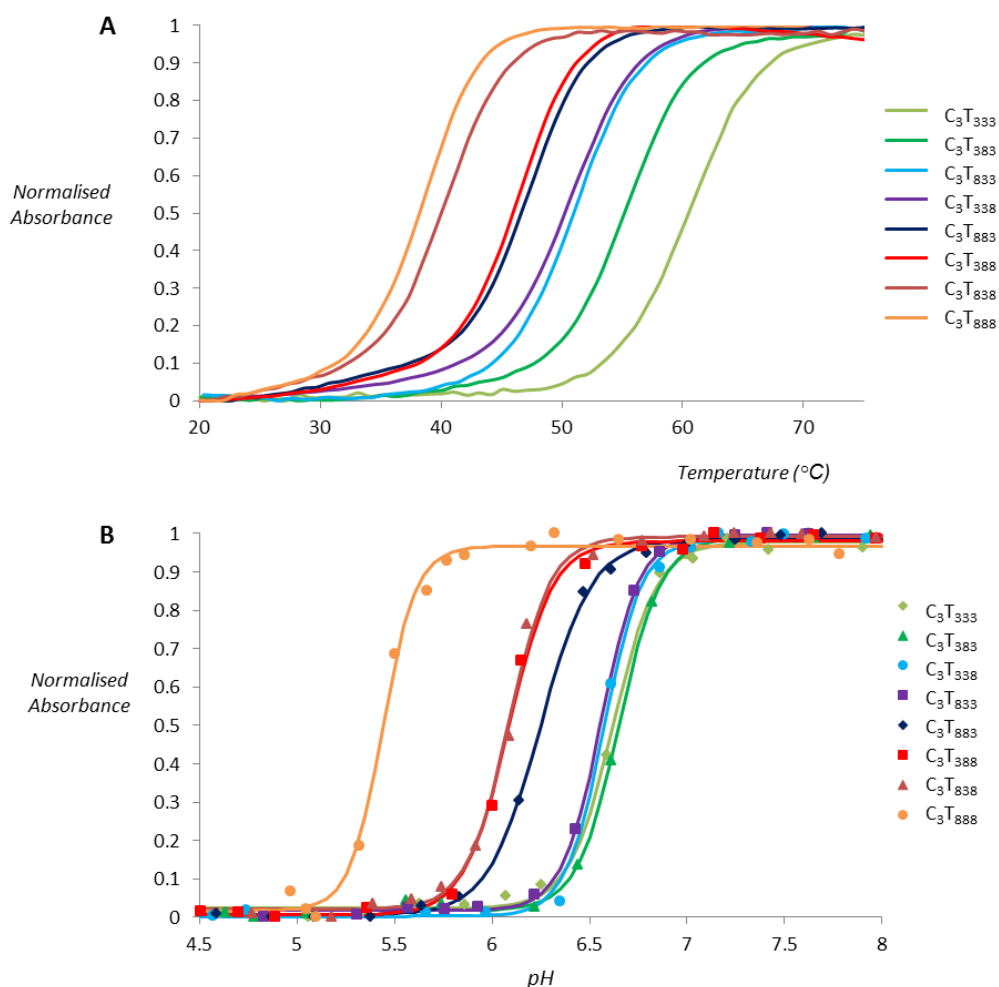 A
1
0.9
0.8
0.7
0.6
0.5
0.4
0.3
0.2
0.1
0
Normalised
Absorbance
20 30 40 50 60 70
Temperature (°C)
C₃T₃₃₃
C₃T₃₈₃
C₃T₈₃₃
C₃T₃₃₈
C₃T₈₈₃
C₃T₃₈₈
C₃T₈₃₈
C₃T₈₈₈
B
1
0.9
0.8
0.7
0.6
0.5
0.4
0.3
0.2
0.1
0
Normalised
Absorbance
4.5 5 5.5 6 6.5 7 7.5 8
pH
C₃T₃₃₃
C₃T₃₈₃
C₃T₃₃₈
C₃T₈₃₃
C₃T₈₈₃
C₃T₃₈₈
C₃T₈₃₈
C₃T₈₈₈